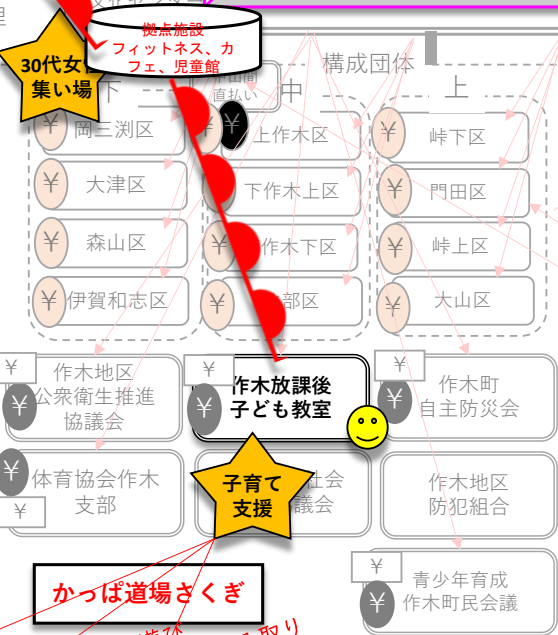 拠点施設
フィットネス、カ
フェ、児童館
30代女性
集い場
構成団体
直払い
下
中
上
¥
岡三渕区
¥
¥
上作木区
¥
峠下区
¥
大津区
¥
下作木上区
¥
門田区
¥
森山区
¥
作木下区
¥
峠上区
¥
伊賀和志区
¥
部区
¥
大山区
¥
¥
作木地区
公衆衛生推進
協議会
¥
¥
作木放課後
子ども教室
¥
¥
作木町
自主防災会
¥
¥
体育協会作木
支部
子育て
支援
社会
議会
作木地区
防犯組合
かっぱ道場さくぎ
¥
¥
青少年育成
作木町民会議
取り